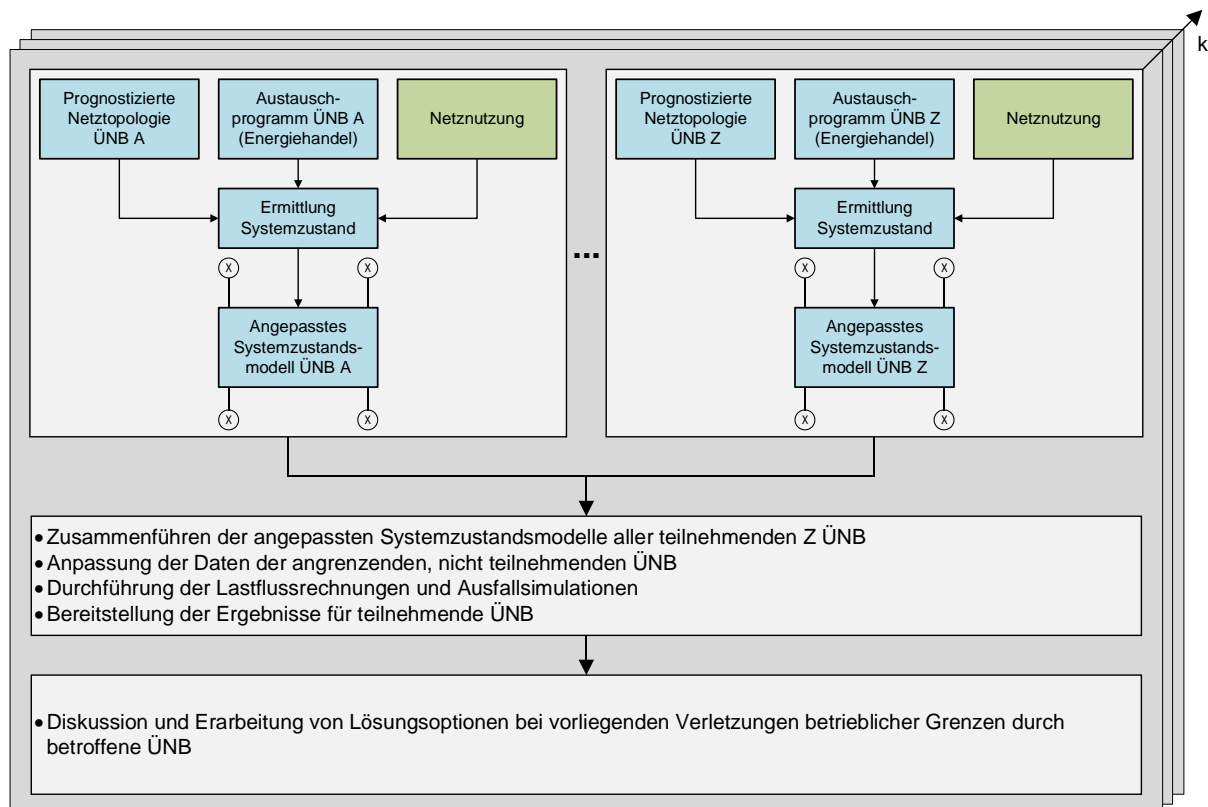 k
Prognostizierte
Netztopologie
ÜNB A
Austausch-
programm ÜNB A
(Energiehandel)
Netznutzung
Ermittlung
Systemzustand
X
X
Angepasstes
Systemzustands-
modell ÜNB A
X
X
...
Prognostizierte
Netztopologie
ÜNB Z
Austausch-
programm ÜNB Z
(Energiehandel)
Netznutzung
Ermittlung
Systemzustand
X
X
Angepasstes
Systemzustands-
modell ÜNB Z
X
X
• Zusammenführen der angepassten Systemzustandsmodelle aller teilnehmenden Z ÜNB
• Anpassung der Daten der angrenzenden, nicht teilnehmenden ÜNB
• Durchführung der Lastflussrechnungen und Ausfallsimulationen
• Bereitstellung der Ergebnisse für teilnehmende ÜNB
• Diskussion und Erarbeitung von Lösungsoptionen bei vorliegenden Verletzungen betrieblicher Grenzen durch
betroffene ÜNB